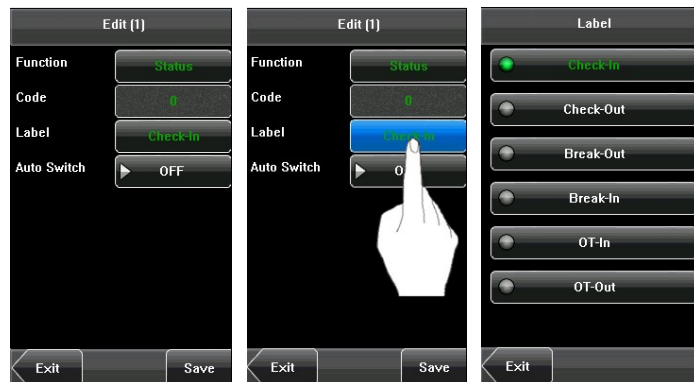 Edit (1)
Function Status
Code 0
Label Check-In
Auto Switch OFF
Exit Save
Edit (1)
Function Status
Code 0
Label Check-In
Auto Switch
Exit Save
Label
Check-In
Check-Out
Break-Out
Break-In
OT-In
OT-Out
Exit